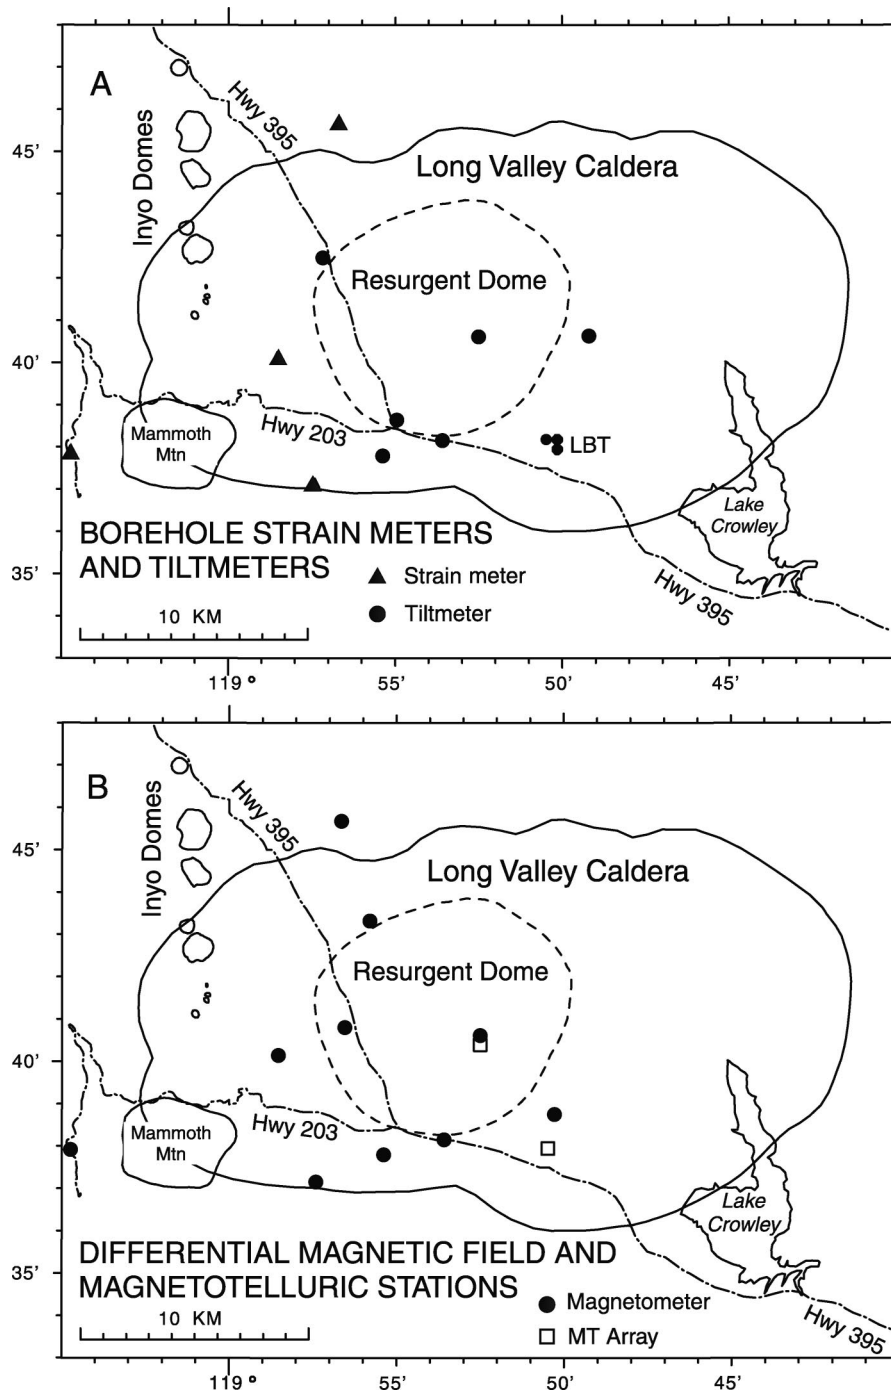 A
Hwy 395
Inyo Domes
Long Valley Caldera
Resurgent Dome
45'
40'
35'
Hwy 203
Mammoth
Mtn
LBT
Lake
Crowley
Hwy 395
BOREHOLE STRAIN METERS
AND TILTMETERS
Strain meter
Tiltmeter
10 KM
119° 55' 50' 45'
B
Hwy 395
Inyo Domes
Long Valley Caldera
Resurgent Dome
45'
40'
35'
Hwy 203
Mammoth
Mtn
Lake
Crowley
Hwy 395
DIFFERENTIAL MAGNETIC FIELD AND
MAGNETOTELLURIC STATIONS
Magnetometer
MT Array
10 KM
119° 55' 50' 45'